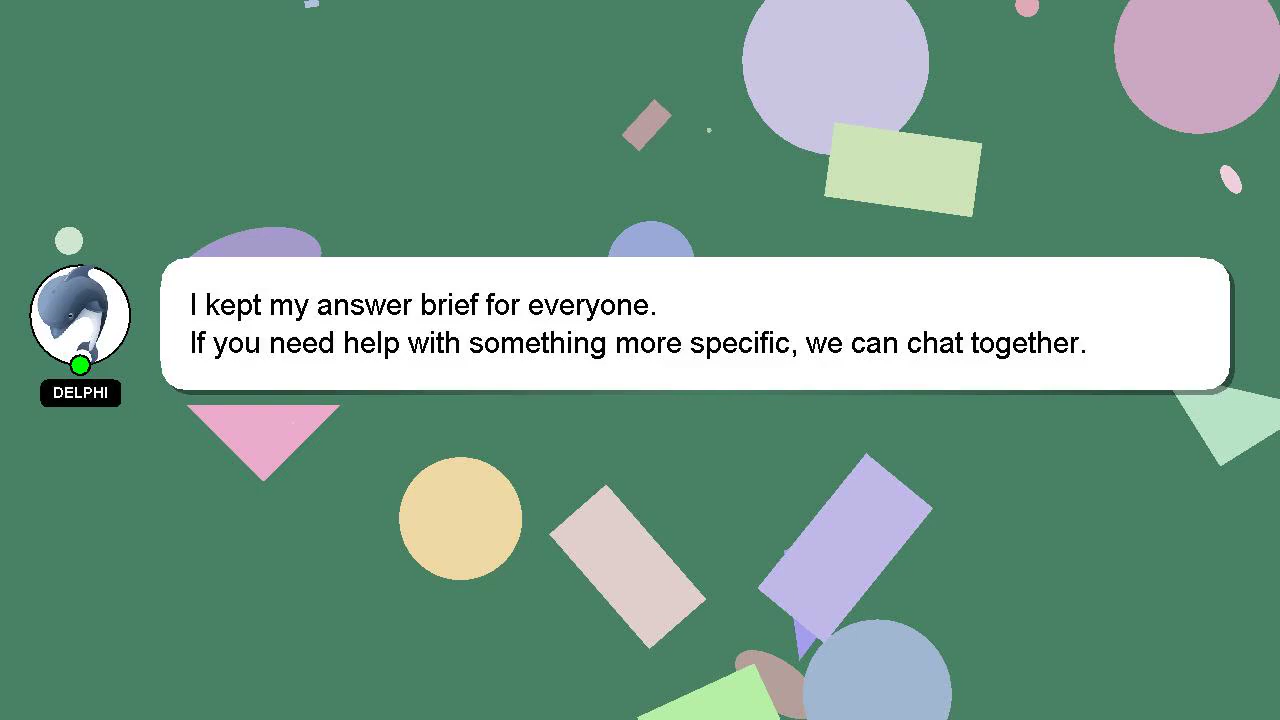 I kept my answer brief for everyone.
If you need help with something more specific, we can chat together.
DELPHI